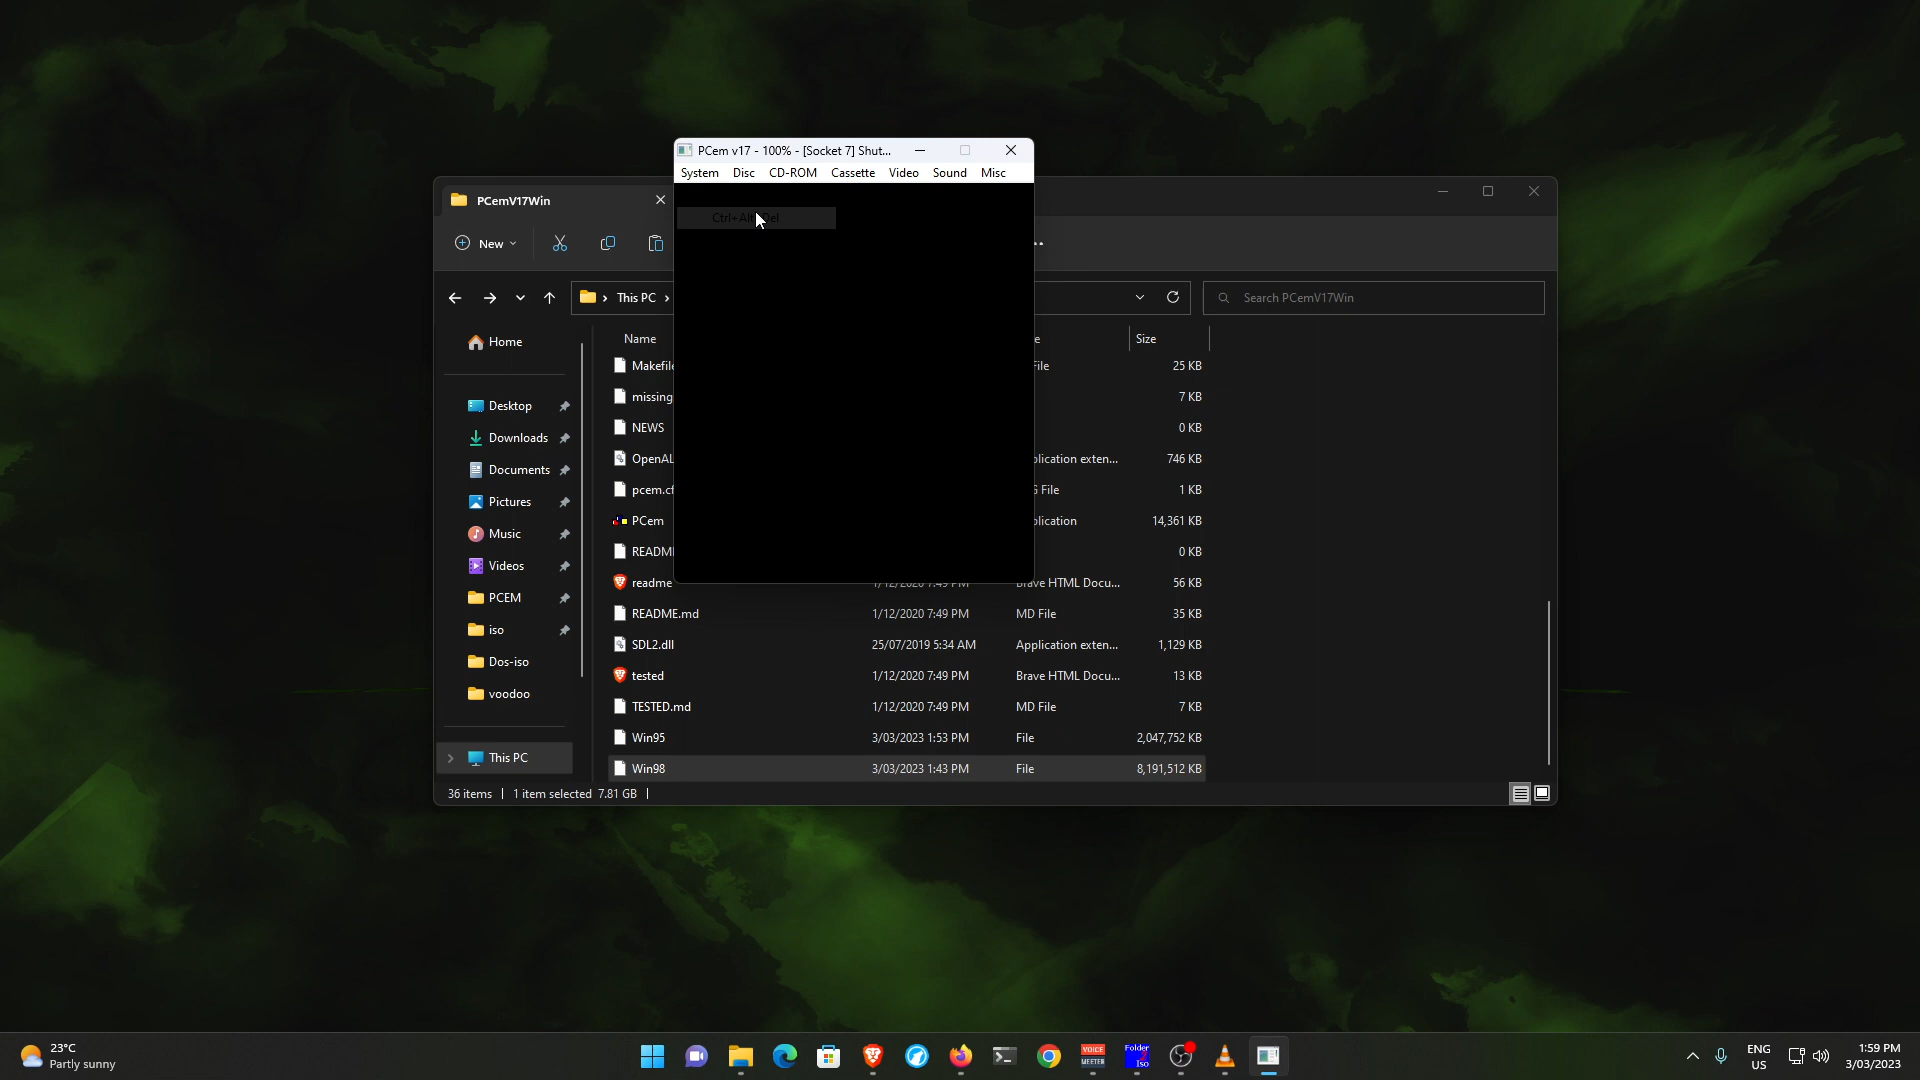 PCem v17 - 100% - [Socket 7] Shut...
System Disc CD-ROM Cassette Video Sound Misc
PCemV17Win
Ctrl+Alt+Del
New
This PC
Search PCemV17Win
Name
Size
Home
Makefile 25 KB
missing 7 KB
Desktop
NEWS 0 KB
Downloads
OpenAL plication exten... 746 KB
Documents
pcem.cf G File 1 KB
Pictures
PCem plication 14,361 KB
Music
README 0 KB
Videos
readme 1/12/2020 7:49 PM Brave HTML Docu... 56 KB
PCEM
README.md 1/12/2020 7:49 PM MD File 35 KB
iso
SDL2.dll 25/07/2019 5:34 AM Application exten... 1,129 KB
Dos-iso
tested 1/12/2020 7:49 PM Brave HTML Docu... 13 KB
voodoo
TESTED.md 1/12/2020 7:49 PM MD File 7 KB
Win95 3/03/2023 1:53 PM File 2,047,752 KB
This PC
Win98 3/03/2023 1:43 PM File 8,191,512 KB
36 items 1 item selected 7.81 GB
23°C
Partly sunny
VOICE
MEETER
Folder
2
Iso
ENG
US
1:59 PM
3/03/2023